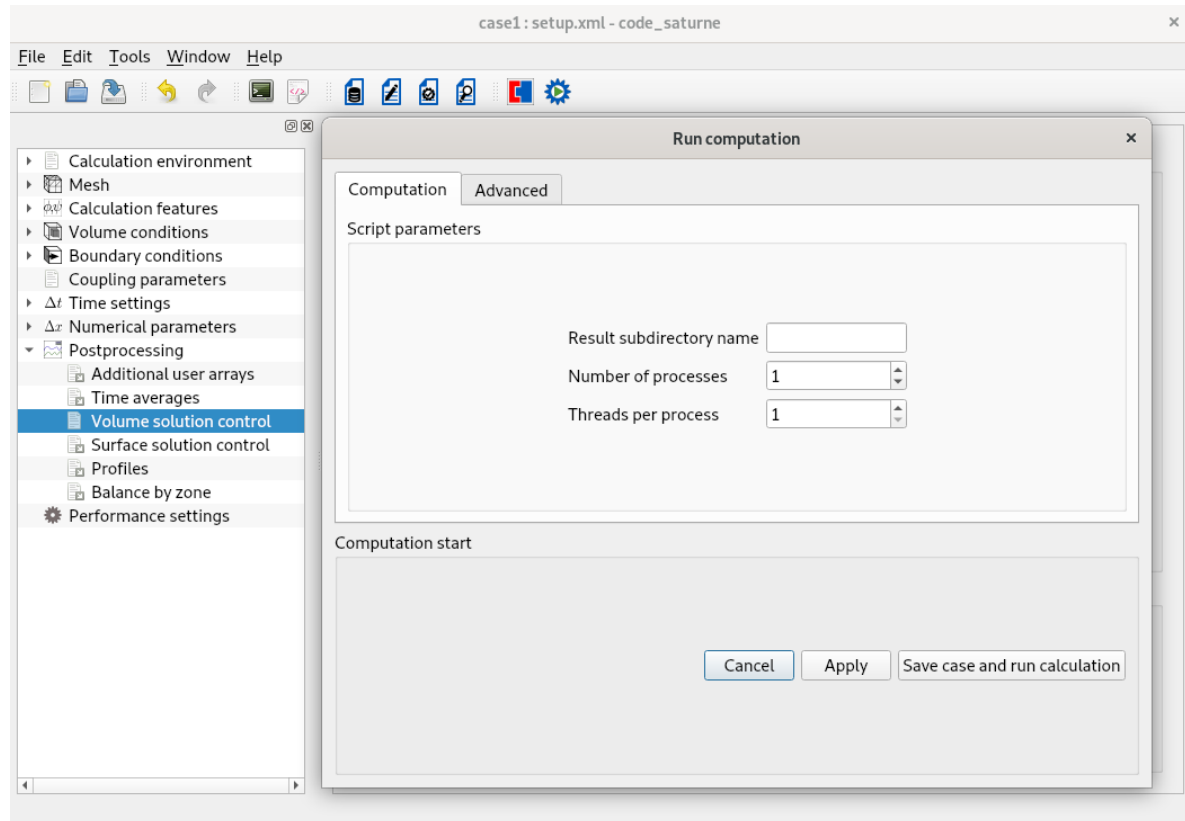 case1 : setup.xml - code_saturne
File Edit Tools Window Help
Calculation environment
Mesh
Calculation features
Volume conditions
Boundary conditions
Coupling parameters
Δt Time settings
Δx Numerical parameters
Postprocessing
Additional user arrays
Time averages
Volume solution control
Surface solution control
Profiles
Balance by zone
Performance settings
Run computation
Computation Advanced
Script parameters
Result subdirectory name
Number of processes 1
Threads per process 1
Computation start
Cancel Apply Save case and run calculation